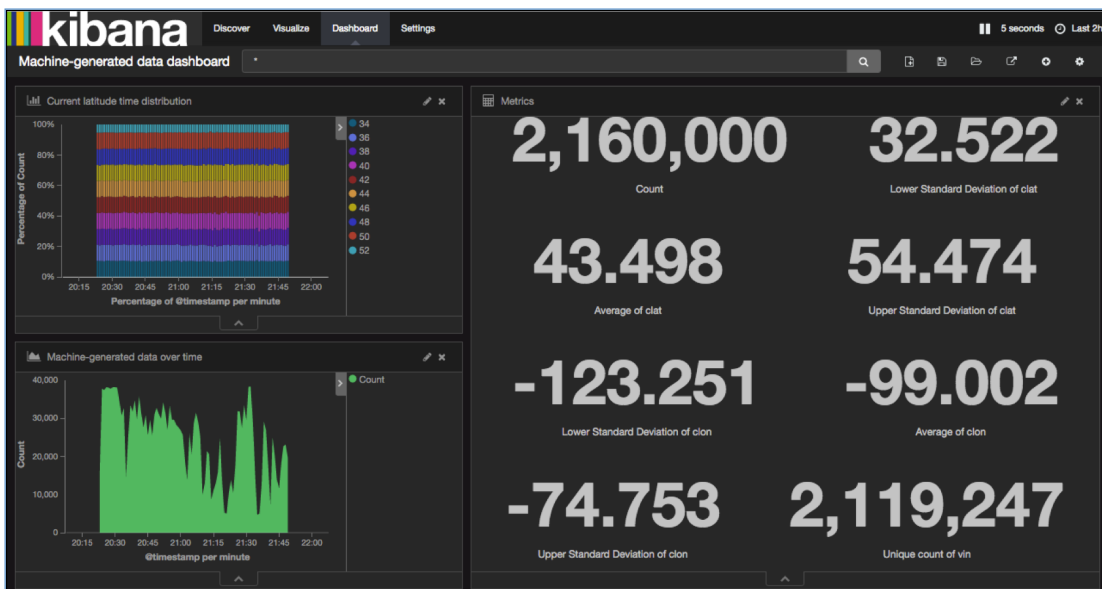 kibana Discover Visualize Dashboard Settings 5 seconds Last 2h
Machine-generated data dashboard *
Current latitude time distribution
100%
80%
60%
40%
20%
0%
Percentage of Count
20:15 20:30 20:45 21:00 21:15 21:30 21:45 22:00
Percentage of @timestamp per minute
34
36
38
40
42
44
46
48
50
52
Machine-generated data over time
40,000
30,000
20,000
10,000
0
Count
20:15 20:30 20:45 21:00 21:15 21:30 21:45 22:00
@timestamp per minute
Count
Metrics
2,160,000 32.522
Count Lower Standard Deviation of clat
43.498 54.474
Average of clat Upper Standard Deviation of clat
-123.251 -99.002
Lower Standard Deviation of clon Average of clon
-74.753 2,119,247
Upper Standard Deviation of clon Unique count of vin